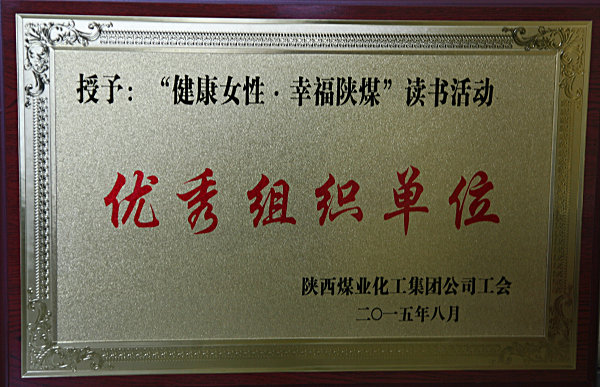 授予：“健康女性·幸福陕煤”读书活动
优秀组织单位
陕西煤业化工集团公司工会
二〇一五年八月